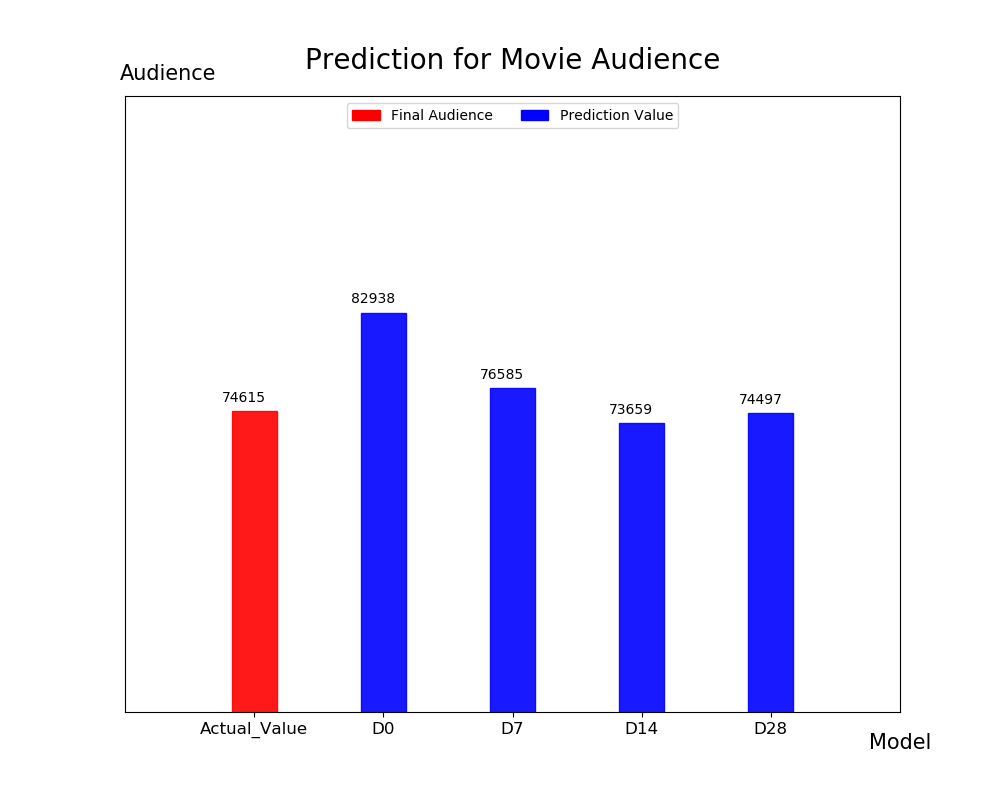 Prediction for Movie Audience
Audience
Final Audience Prediction Value
82938
76585
74615
73659
74497
Actual_Value D0 D7 D14 D28
Model